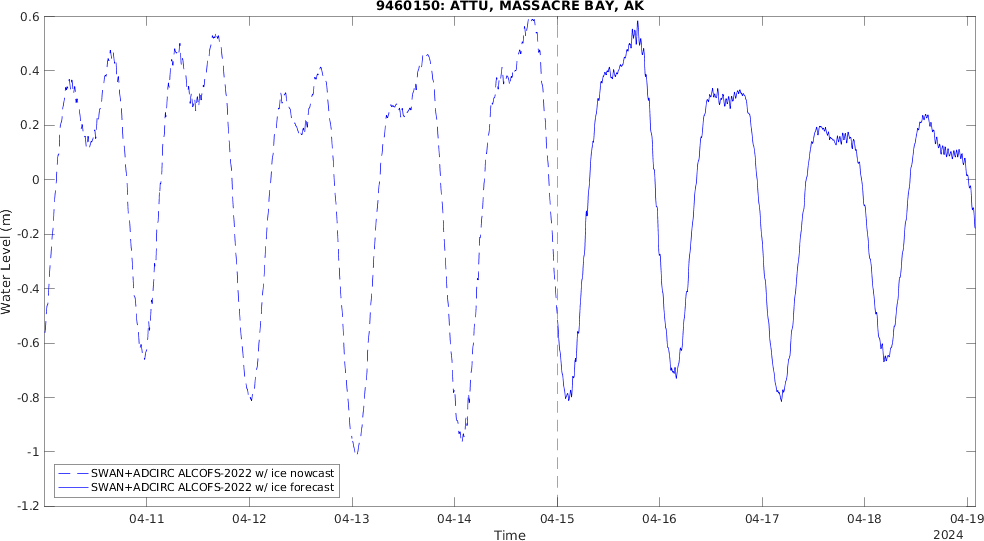 9460150: ATTU, MASSACRE BAY, AK
0.6
0.4
0.2
0
-0.2
-0.4
-0.6
-0.8
-1
-1.2
Water Level (m)
SWAN+ADCIRC ALCOFS-2022 w/ ice nowcast
SWAN+ADCIRC ALCOFS-2022 w/ ice forecast
04-11 04-12 04-13 04-14 04-15 04-16 04-17 04-18 04-19
Time
2024